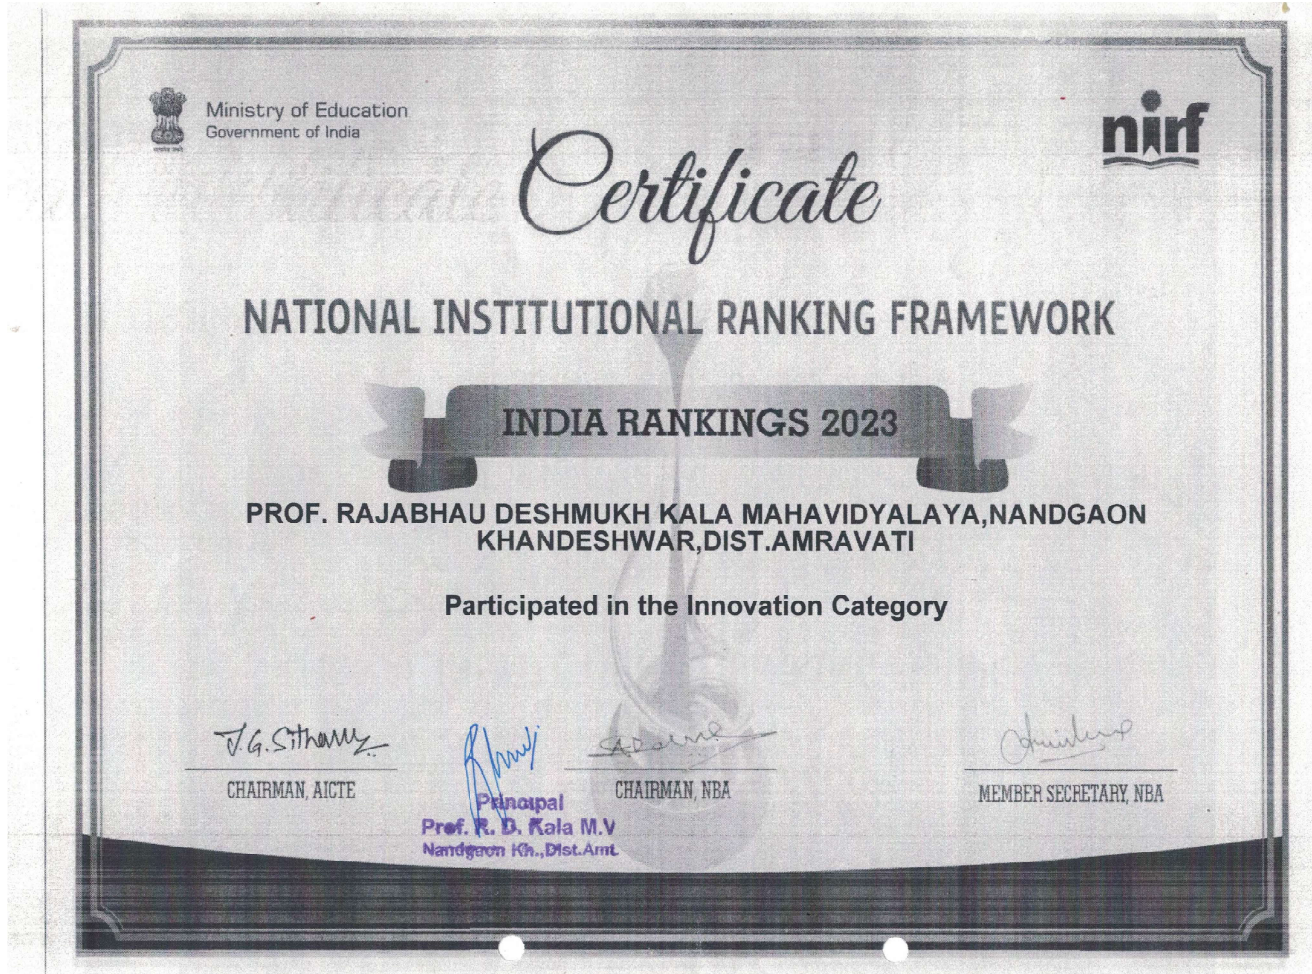 Ministry of Education
Government of India
nirf
Certificate
NATIONAL INSTITUTIONAL RANKING FRAMEWORK
INDIA RANKINGS 2023
PROF. RAJABHAU DESHMUKH KALA MAHAVIDYALAYA,NANDGAON
KHANDESHWAR,DIST.AMRAVATI
Participated in the Innovation Category
CHAIRMAN, AICTE
CHAIRMAN, NBA
MEMBER SECRETARY, NBA
Principal
Prof. R. D. Kala M.V
Nandgaon Kh.,Dist.Amt.